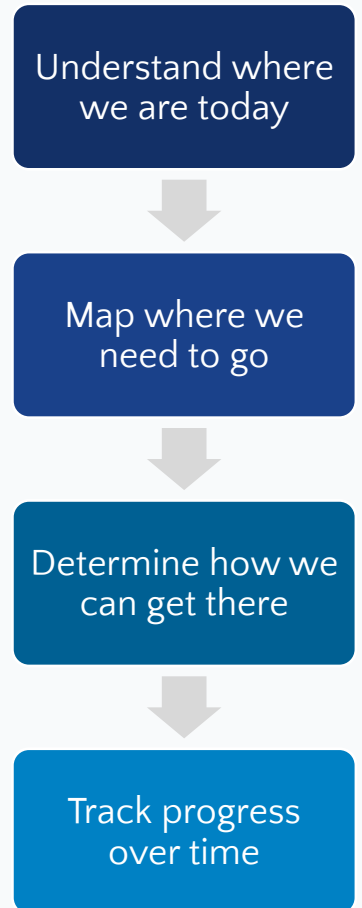 Understand where
we are today
Map where we
need to go
Determine how we
can get there
Track progress
over time